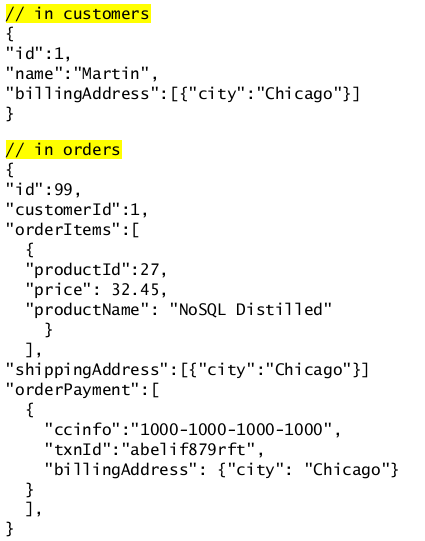 // in customers
{
"id":1,
"name":"Martin",
"billingAddress":[{"city":"Chicago"}]
}
// in orders
{
"id":99,
"customerId":1,
"orderItems":[
{
"productId":27,
"price": 32.45,
"productName": "NoSQL Distilled"
}
],
"shippingAddress":[{"city":"Chicago"}]
"orderPayment":[
{
"ccinfo":"1000-1000-1000-1000",
"txnId":"abelif879rft",
"billingAddress": {"city": "Chicago"}
}
],
}